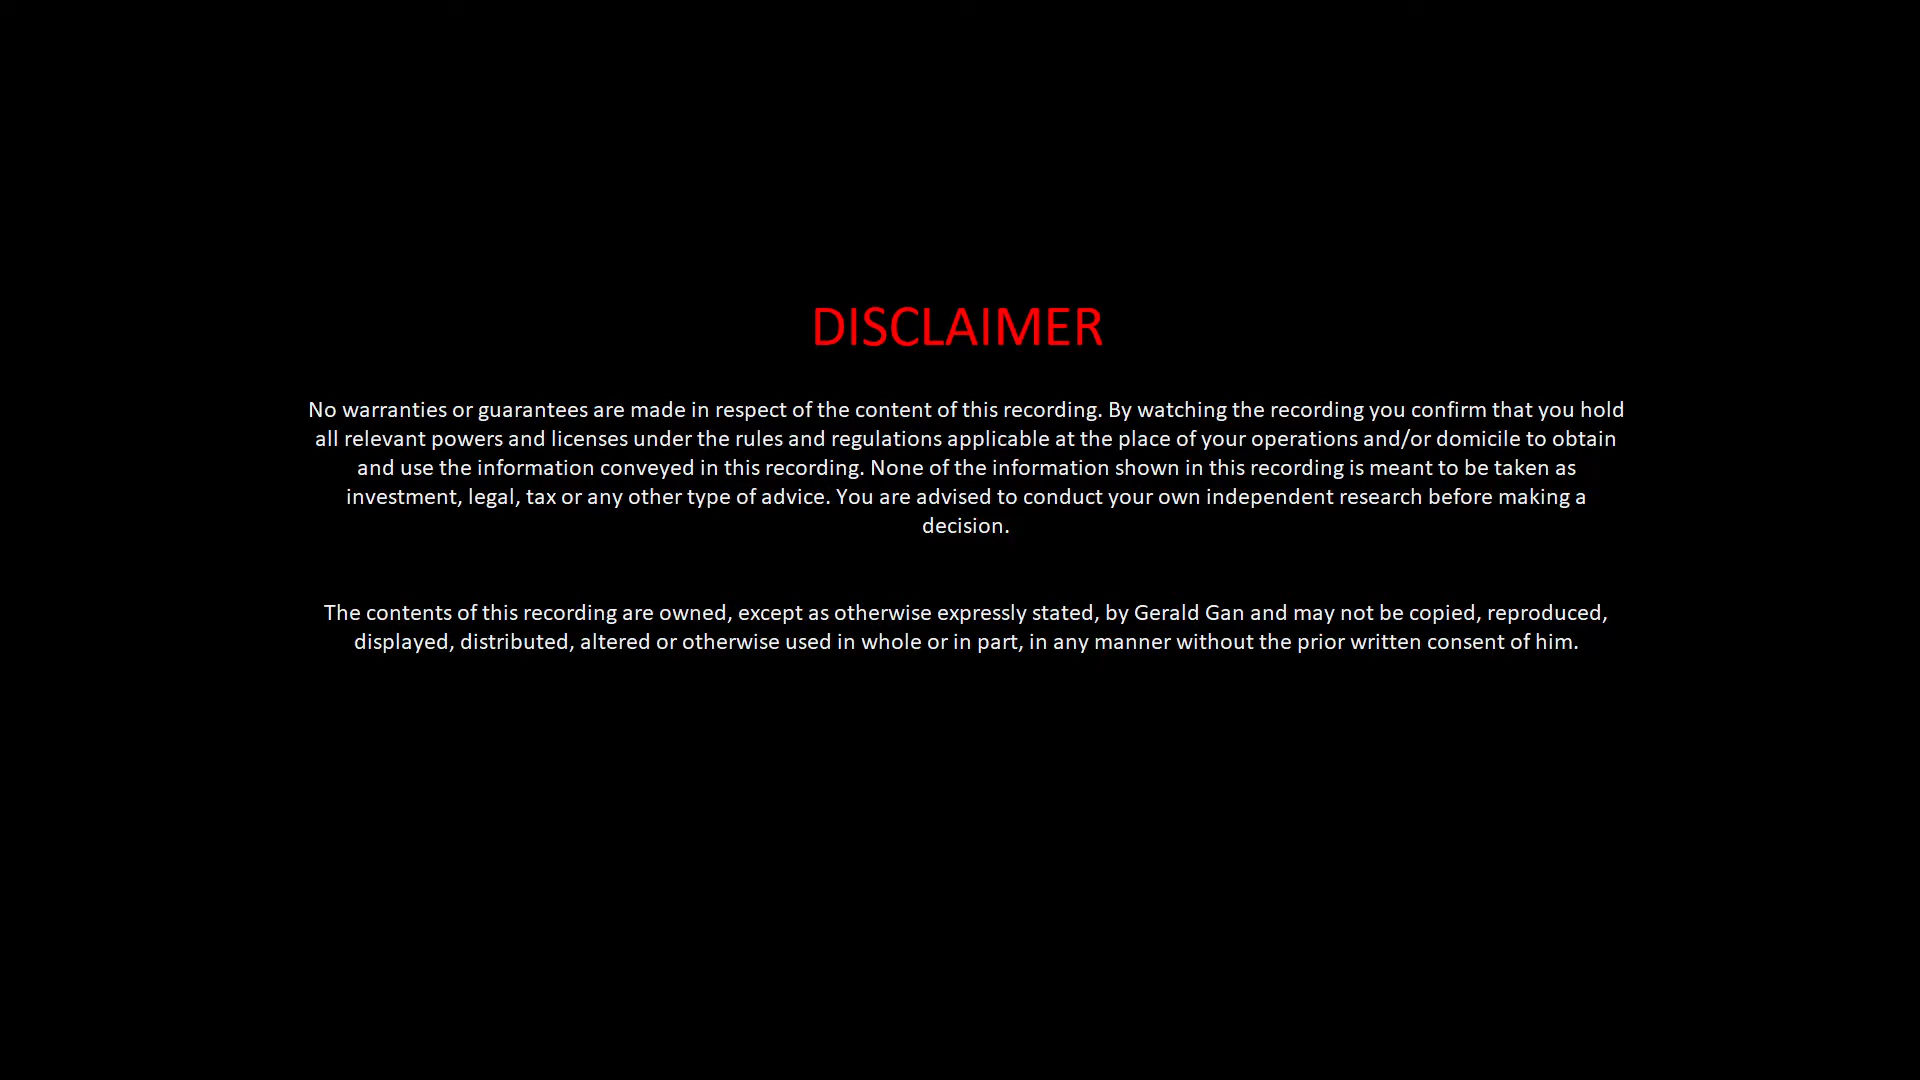 DISCLAIMER
No warranties or guarantees are made in respect of the content of this recording. By watching the recording you confirm that you hold
all relevant powers and licenses under the rules and regulations applicable at the place of your operations and/or domicile to obtain
and use the information conveyed in this recording. None of the information shown in this recording is meant to be taken as
investment, legal, tax or any other type of advice. You are advised to conduct your own independent research before making a
decision.
The contents of this recording are owned, except as otherwise expressly stated, by Gerald Gan and may not be copied, reproduced,
displayed, distributed, altered or otherwise used in whole or in part, in any manner without the prior written consent of him.